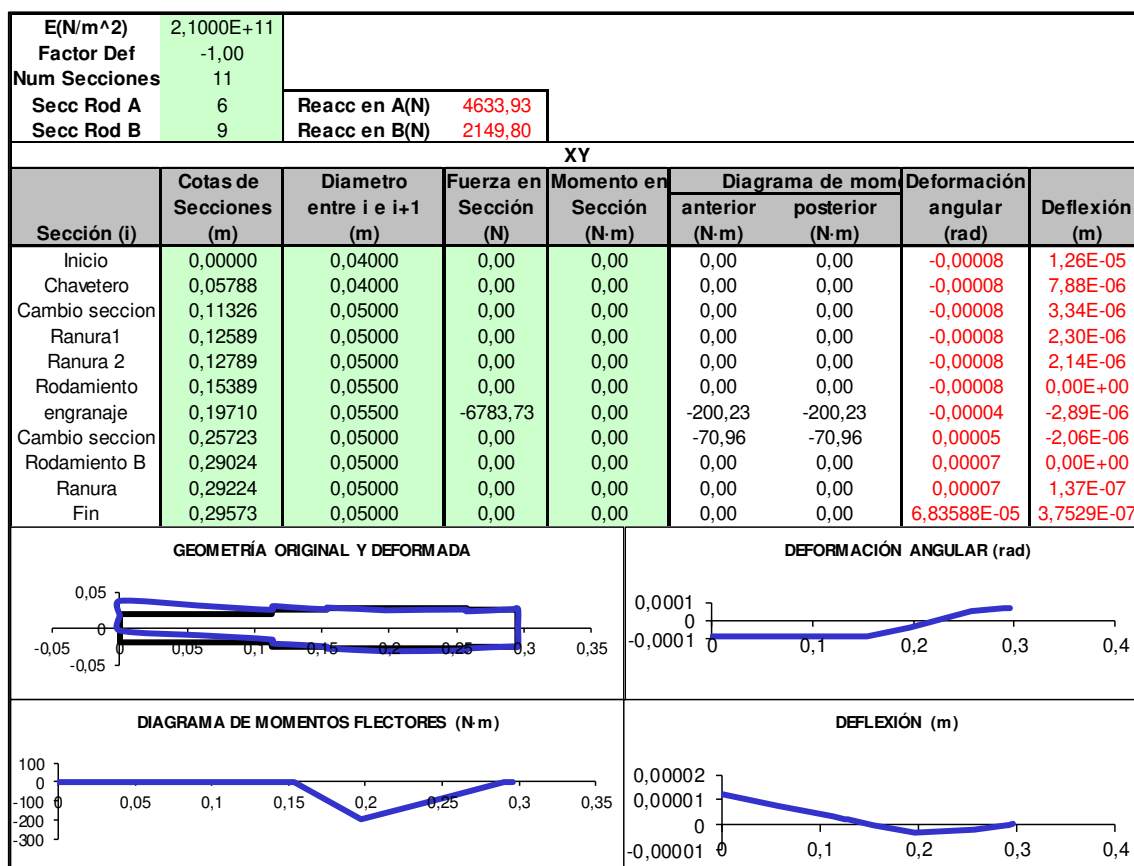 E(N/m^2) 2,1000E+11
Factor Def -1,00
Num Secciones 11
Secc Rod A 6 Reacc en A(N) 4633,93
Secc Rod B 9 Reacc en B(N) 2149,80
XY
Cotas de Diametro Fuerza en Momento en Diagrama de mom Deformación
Secciones entre i e i+1 Sección Sección anterior posterior angular Deflexión
Sección (i) (m) (m) (N) (N·m) (N·m) (N·m) (rad) (m)
Inicio 0,00000 0,04000 0,00 0,00 0,00 0,00 -0,00008 1,26E-05
Chavetero 0,05788 0,04000 0,00 0,00 0,00 0,00 -0,00008 7,88E-06
Cambio seccion 0,11326 0,05000 0,00 0,00 0,00 0,00 -0,00008 3,34E-06
Ranura1 0,12589 0,05000 0,00 0,00 0,00 0,00 -0,00008 2,30E-06
Ranura 2 0,12789 0,05000 0,00 0,00 0,00 0,00 -0,00008 2,14E-06
Rodamiento 0,15389 0,05500 0,00 0,00 0,00 0,00 -0,00008 0,00E+00
engranaje 0,19710 0,05500 -6783,73 0,00 -200,23 -200,23 -0,00004 -2,89E-06
Cambio seccion 0,25723 0,05000 0,00 0,00 -70,96 -70,96 0,00005 -2,06E-06
Rodamiento B 0,29024 0,05000 0,00 0,00 0,00 0,00 0,00007 0,00E+00
Ranura 0,29224 0,05000 0,00 0,00 0,00 0,00 0,00007 1,37E-07
Fin 0,29573 0,05000 0,00 0,00 0,00 0,00 6,83588E-05 3,7529E-07
GEOMETRÍA ORIGINAL Y DEFORMADA
0,05
0
-0,05
-0,05 0 0,05 0,1 0,15 0,2 0,25 0,3 0,35
DEFORMACIÓN ANGULAR (rad)
0,0001
0
-0,0001
0 0,1 0,2 0,3 0,4
DIAGRAMA DE MOMENTOS FLECTORES (N·m)
100
0
-100
-200
-300
0 0,05 0,1 0,15 0,2 0,25 0,3 0,35
DEFLEXIÓN (m)
0,00002
0,00001
0
-0,00001
0 0,1 0,2 0,3 0,4